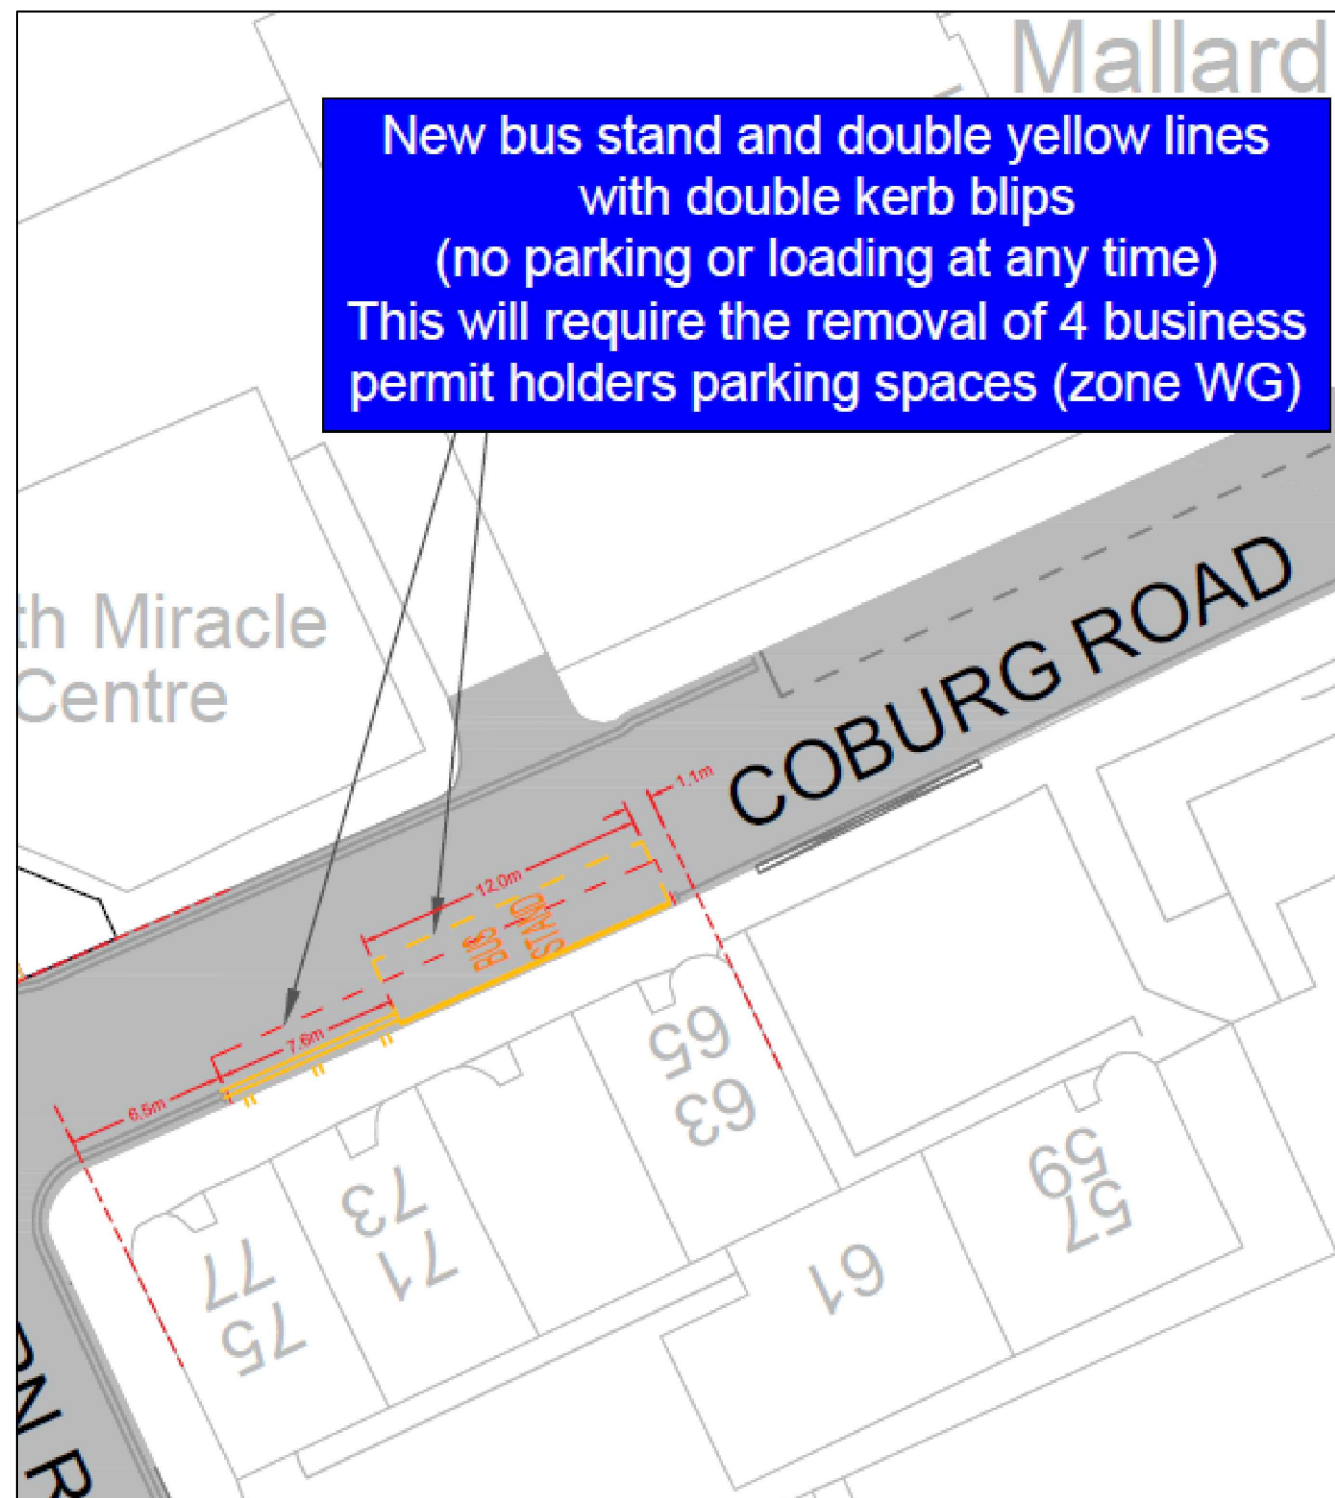 Mallard
New bus stand and double yellow lines
with double kerb blips
(no parking or loading at any time)
This will require the removal of 4 business
permit holders parking spaces (zone WG)
th Miracle
Centre
COBURG ROAD
1.1m
12.0m
BUS
STAND
7.6m
6.5m
65
63
59
57
61
73
71
77
75
RN R